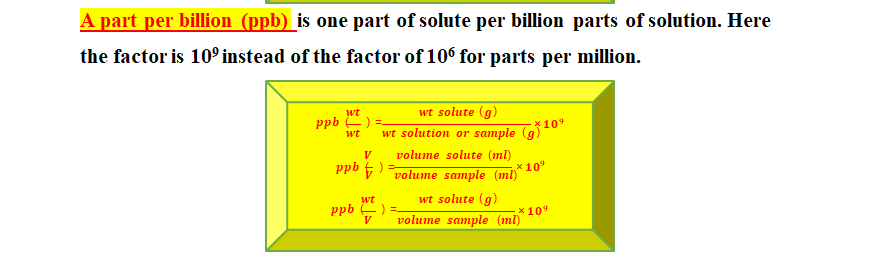 A part per billion (ppb) is one part of solute per billion parts of solution. Here
the factor is 10⁹ instead of the factor of 10⁶ for parts per million.
ppb (wt/wt) = wt solute (g) / wt solution or sample (g) × 10⁹
ppb (V/V) = volume solute (ml) / volume sample (ml) × 10⁹
ppb (wt/V) = wt solute (g) / volume sample (ml) × 10⁹